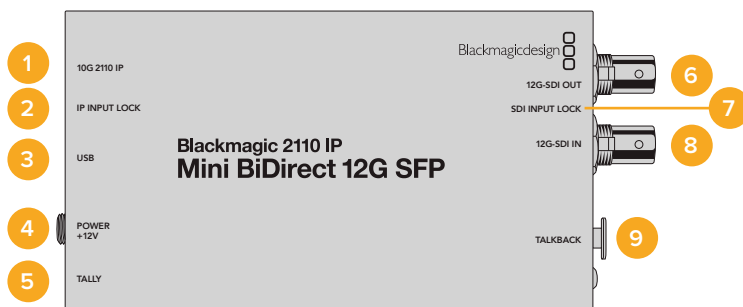 Blackmagicdesign
1
10G 2110 IP
12G-SDI OUT
6
2
IP INPUT LOCK
SDI INPUT LOCK
7
3
USB
Blackmagic 2110 IP
Mini BiDirect 12G SFP
12G-SDI IN
8
4
POWER
+12V
TALKBACK
9
5
TALLY